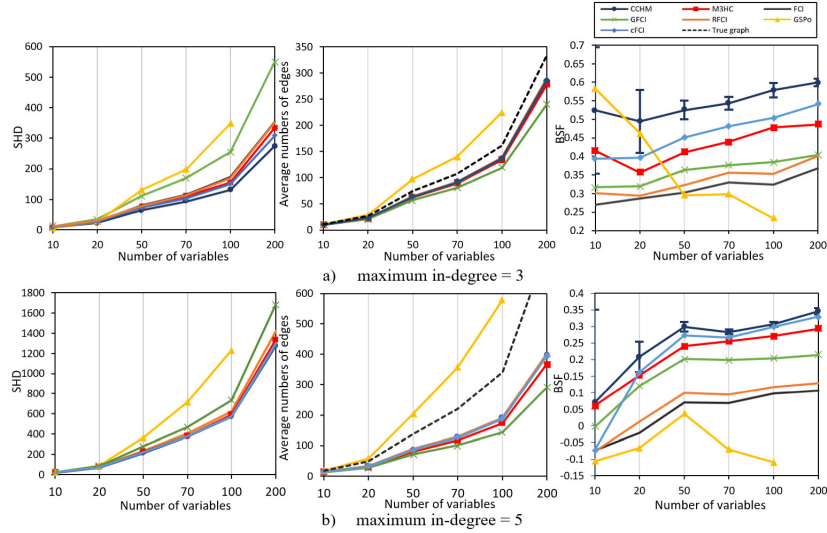 a)
CCHM M3HC FCI
GFCI RFCI GSPo
cFCI True graph
SHD
600
500
400
300
200
100
0
10 20 50 70 100 200
Number of variables
Average numbers of edges
350
300
250
200
150
100
50
0
10 20 50 70 100 200
Number of variables
BSF
0.7
0.65
0.6
0.55
0.5
0.45
0.4
0.35
0.3
0.25
0.2
10 20 50 70 100 200
Number of variables
a) maximum in-degree = 3
SHD
1800
1600
1400
1200
1000
800
600
400
200
0
10 20 50 70 100 200
Number of variables
Average numbers of edges
600
500
400
300
200
100
0
10 20 50 70 100 200
Number of variables
BSF
0.4
0.35
0.3
0.25
0.2
0.15
0.1
0.05
0
-0.05
-0.1
-0.15
10 20 50 70 100 200
Number of variables
b) maximum in-degree = 5